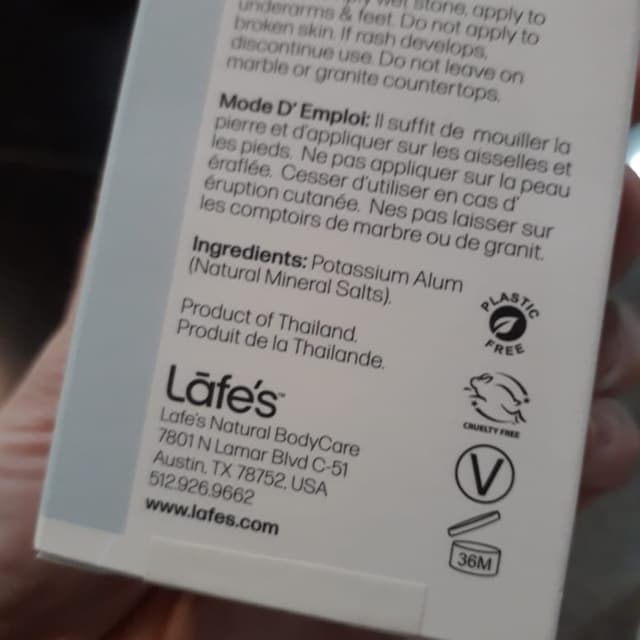 wet stone, apply to
underarms & feet. Do not apply to
broken skin. If rash develops,
discontinue use. Do not leave on
marble or granite countertops.
Mode D' Emploi: Il suffit de mouiller la
pierre et d'appliquer sur les aisselles et
les pieds. Ne pas appliquer sur la peau
éraflée. Cesser d'utiliser en cas d'
éruption cutanée. Nes pas laisser sur
les comptoirs de marbre ou de granit.
Ingredients: Potassium Alum
(Natural Mineral Salts).
PLASTIC
FREE
Product of Thailand.
Produit de la Thailande.
Lāfe's™
CRUELTY FREE
Lafe's Natural BodyCare
7801 N Lamar Blvd C-51
Austin, TX 78752, USA
512.926.9662
www.lafes.com
V
36M